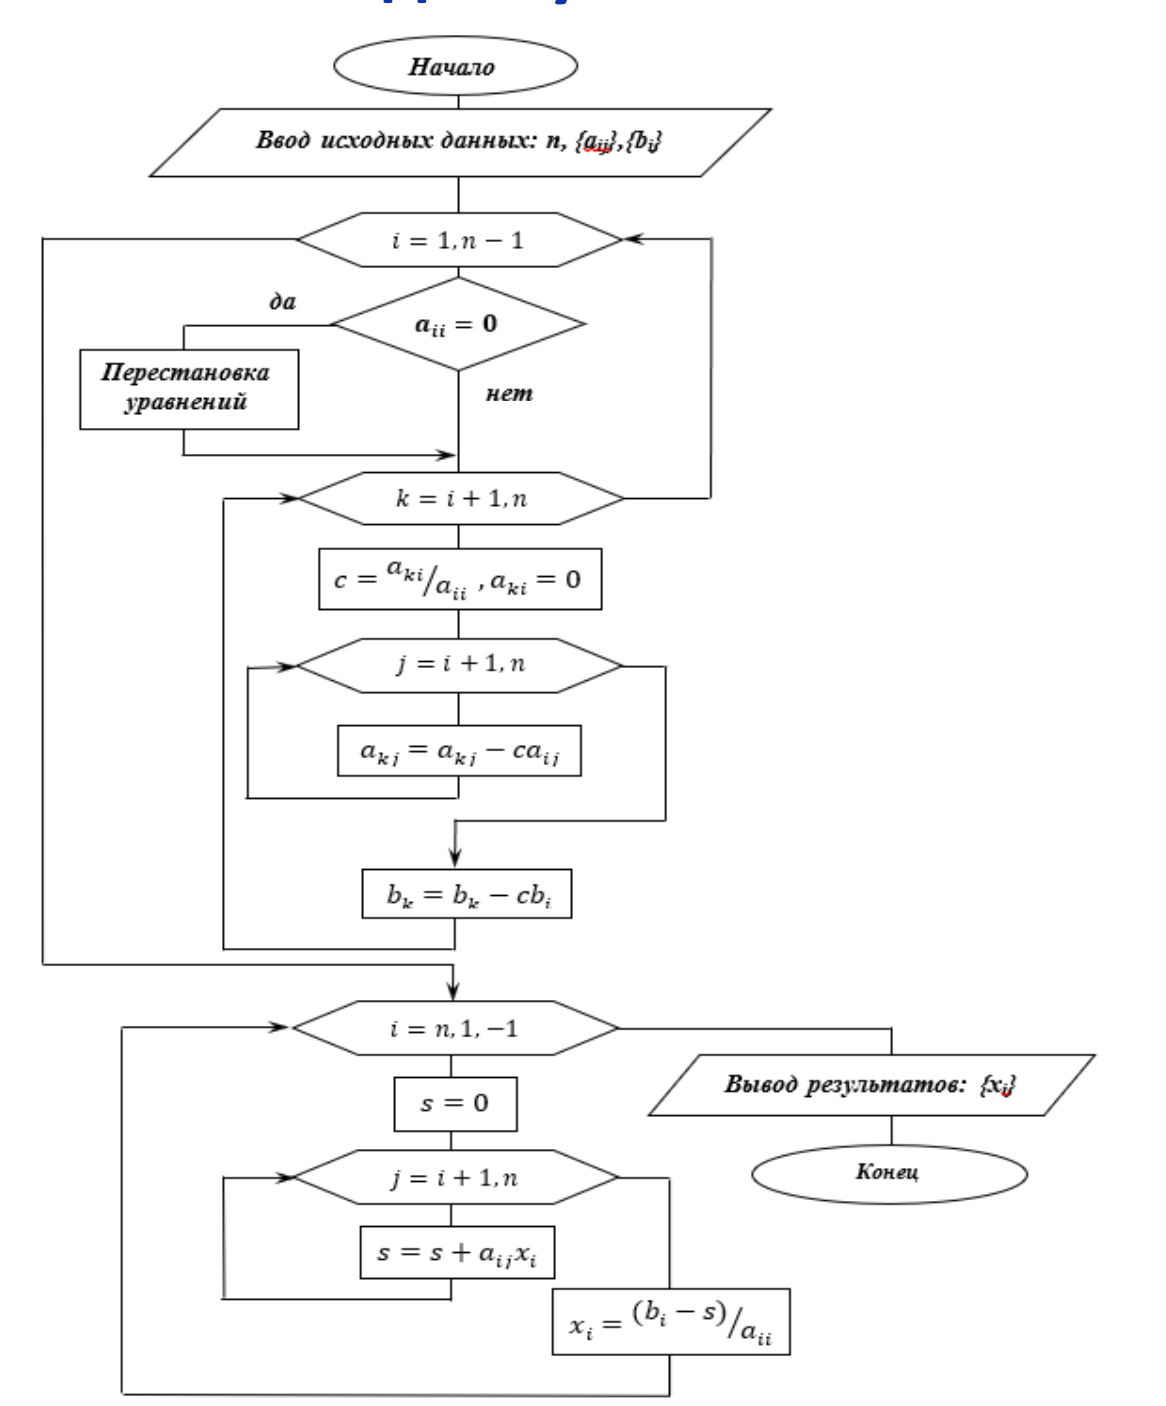 Начало
Ввод исходных данных: n, {aᵢⱼ},{bᵢ}
i = 1, n − 1
да
aᵢᵢ = 0
Перестановка
уравнений
нет
k = i + 1, n
c = aₖᵢ/aᵢᵢ , aₖᵢ = 0
j = i + 1, n
aₖⱼ = aₖⱼ − caᵢⱼ
bₖ = bₖ − cbᵢ
i = n, 1, −1
s = 0
Вывод результатов: {xᵢ}
j = i + 1, n
Конец
s = s + aᵢⱼxᵢ
xᵢ = (bᵢ − s)/aᵢᵢ